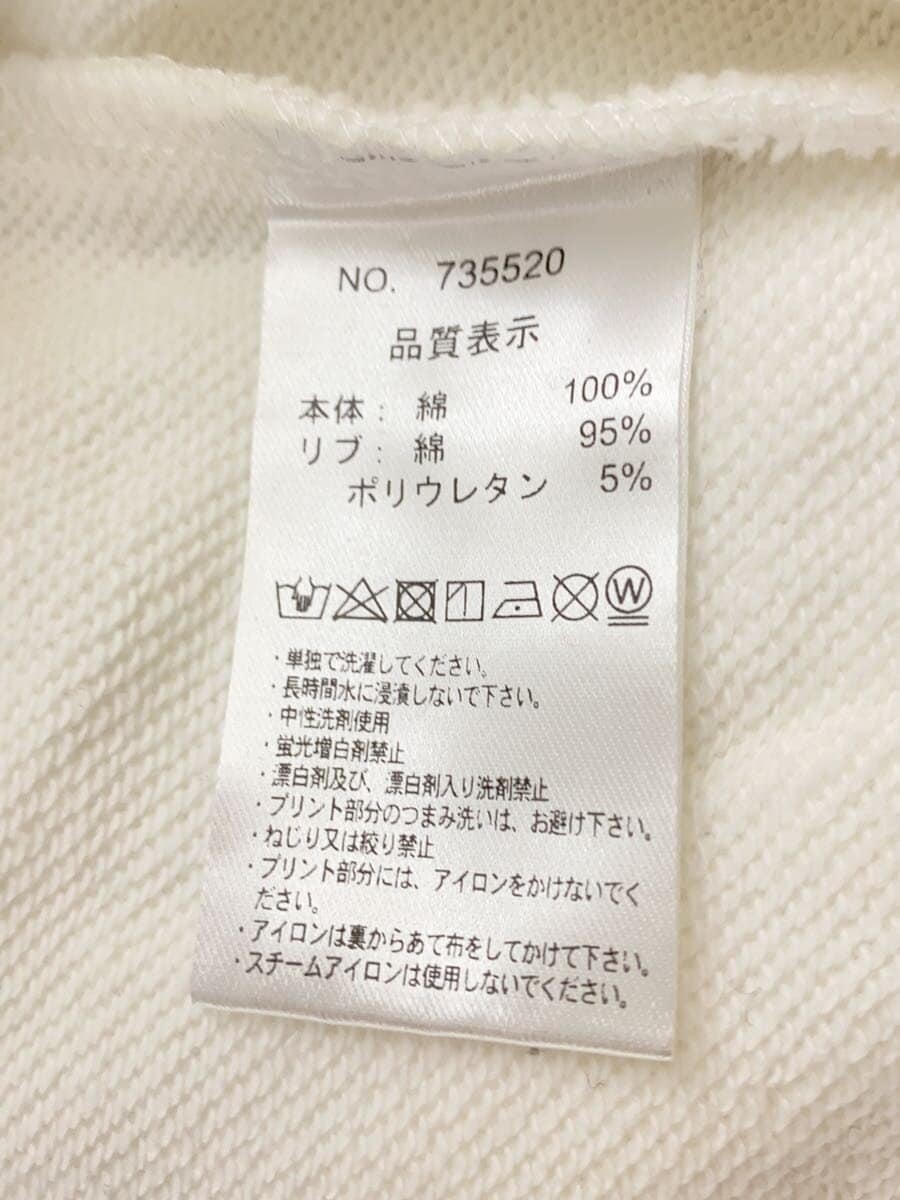 NO. 735520
品質表示
本体: 綿 100%
リブ: 綿 95%
ポリウレタン 5%
W
・単独で洗濯してください。
・長時間水に浸漬しないで下さい。
・中性洗剤使用
・蛍光増白剤禁止
・漂白剤及び、漂白剤入り洗剤禁止
・プリント部分のつまみ洗いは、お避け下さい。
・ねじり又は絞り禁止
・プリント部分には、アイロンをかけないでく
ださい。
・アイロンは裏からあて布をしてかけて下さい。
・スチームアイロンは使用しないでください。